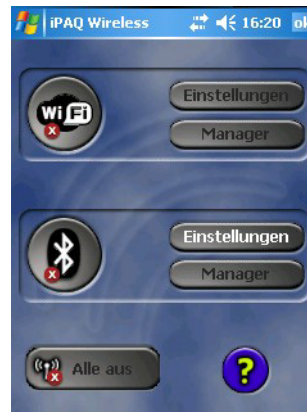 iPAQ Wireless 16:20 ok
Wi Fi
Einstellungen
Manager
Einstellungen
Manager
Alle aus
?